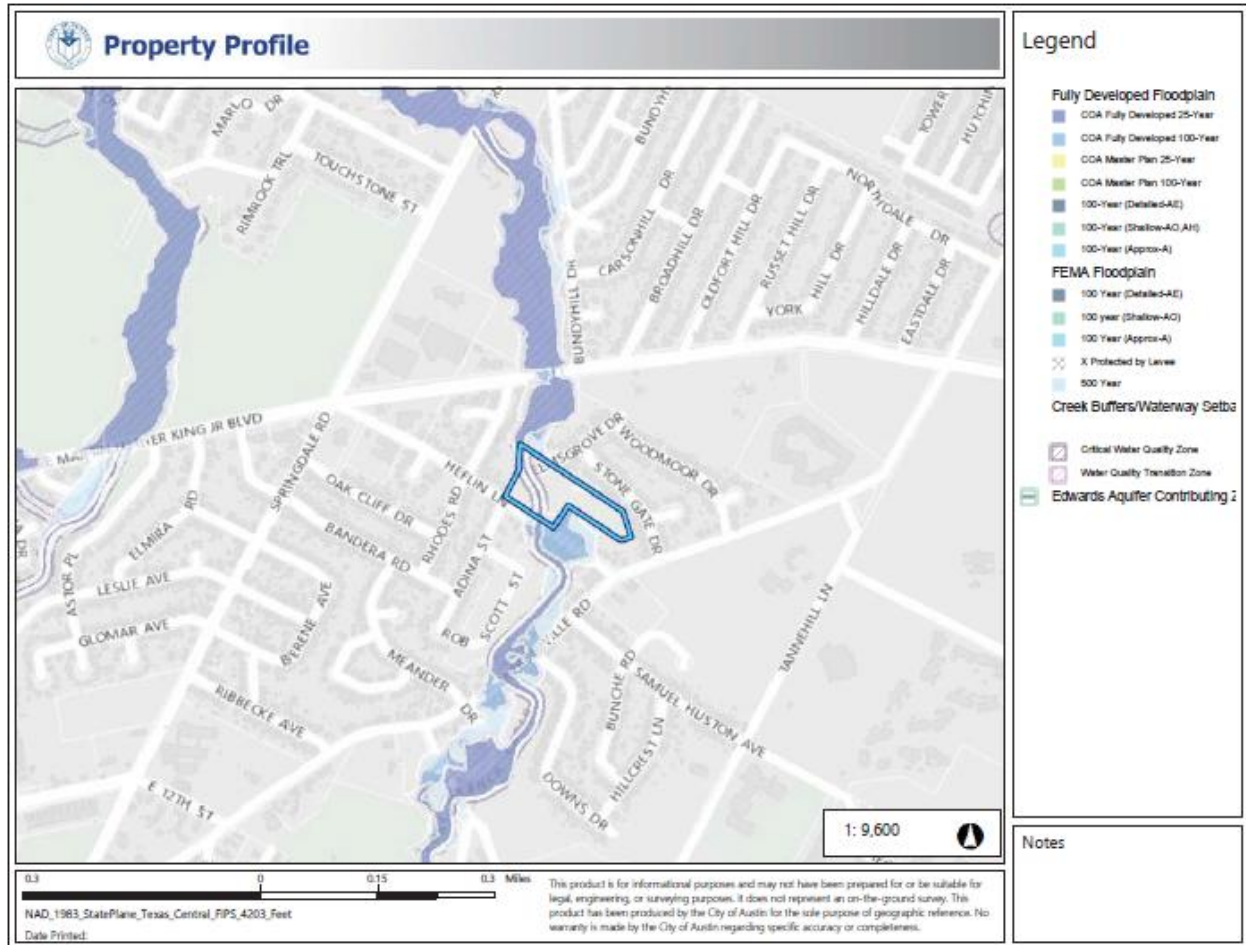 Property Profile
MARLO DR
RIMROCK TRL
TOUCHSTONE ST
BUNDYHILL DR
CARSONHILL DR
BROADHILL DR
OLDFORT HILL DR
RUSSET HILL DR
YORK HILL DR
HILLDALE DR
EASTDALE DR
NORTHDALE DR
TOWER
HUTCHIN
ER KING JR BLVD
SPRINGDALE RD
HEFLIN LN
OAK CLIFF DR
BANDERA RD
RHODES RD
ADINA ST
SCOTT ST
ROB
ELMSGROVE DR
WOODMOOR DR
STONE GATE DR
ELMIRA RD
ASTOR PL
LESLIE AVE
GLOMAR AVE
BERENE AVE
MEANDER DR
RIBBECKE AVE
E 12TH ST
VILLE RD
BUNCHE RD
HILLCREST LN
SAMUEL HUSTON AVE
DOWNS DR
TANNEHILL LN
1: 9,600
0.3 0 0.15 0.3 Miles
NAD_1983_StatePlane_Texas_Central_FIPS_4203_Feet
Date Printed:
This product is for informational purposes and may not have been prepared for or be suitable for
legal, engineering, or surveying purposes. It does not represent an on-the-ground survey. This
product has been produced by the City of Austin for the sole purpose of geographic reference. No
warranty is made by the City of Austin regarding specific accuracy or completeness.
Legend
Fully Developed Floodplain
COA Fully Developed 25-Year
COA Fully Developed 100-Year
COA Master Plan 25-Year
COA Master Plan 100-Year
100-Year (Detailed-AE)
100-Year (Shallow-AO,AH)
100-Year (Approx-A)
FEMA Floodplain
100 Year (Detailed-AE)
100 year (Shallow-AO)
100 Year (Approx-A)
X Protected by Levee
500 Year
Creek Buffers/Waterway Setba
Critical Water Quality Zone
Water Quality Transition Zone
Edwards Aquifer Contributing Z
Notes